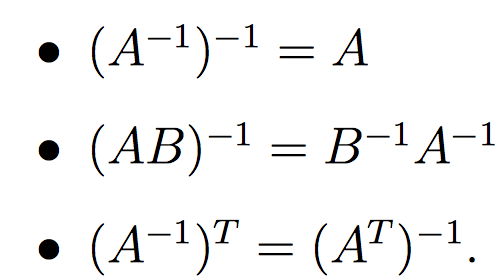 • (A⁻¹)⁻¹ = A
• (AB)⁻¹ = B⁻¹A⁻¹
• (A⁻¹)ᵀ = (Aᵀ)⁻¹.